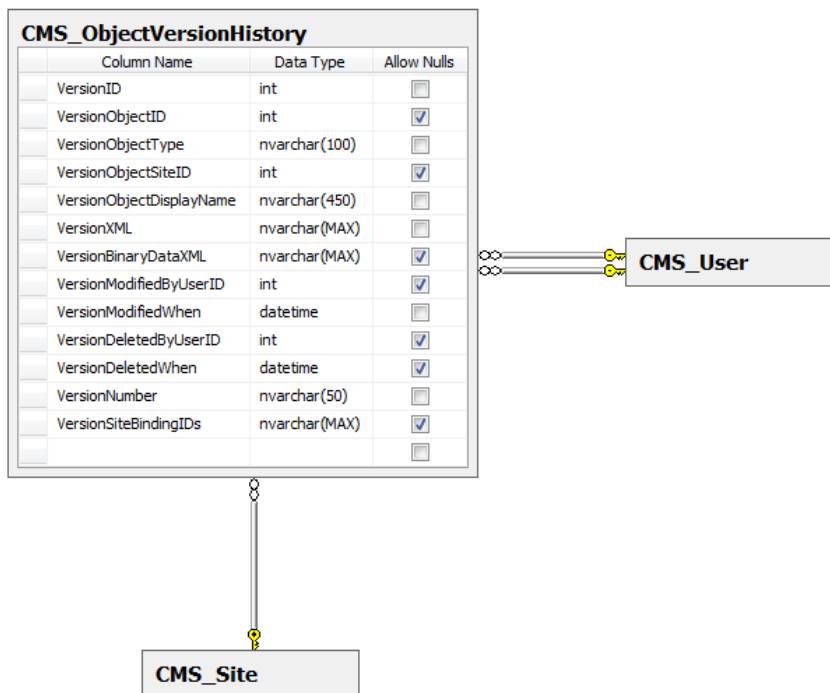 CMS_ObjectVersionHistory
Column Name Data Type Allow Nulls
VersionID int
VersionObjectID int
VersionObjectType nvarchar(100)
VersionObjectSiteID int
VersionObjectDisplayName nvarchar(450)
VersionXML nvarchar(MAX)
VersionBinaryDataXML nvarchar(MAX)
VersionModifiedByUserID int
VersionModifiedWhen datetime
VersionDeletedByUserID int
VersionDeletedWhen datetime
VersionNumber nvarchar(50)
VersionSiteBindingIDs nvarchar(MAX)
CMS_User
CMS_Site